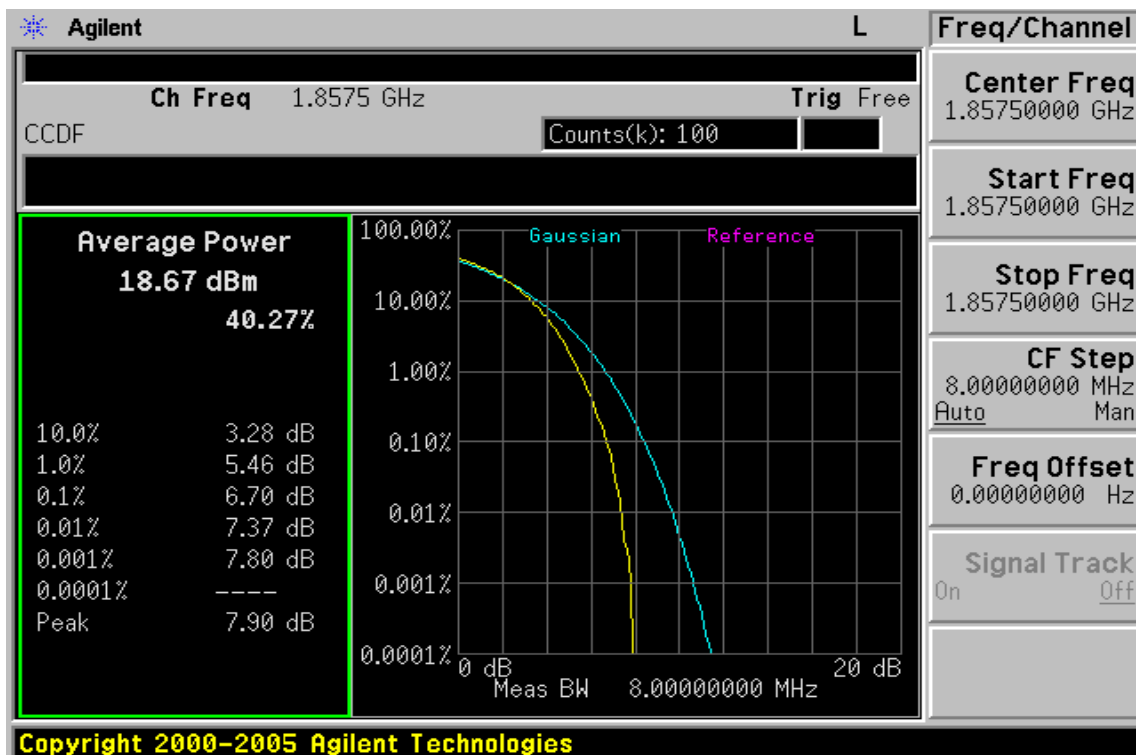 Agilent
L
Freq/Channel
Ch Freq 1.8575 GHz
Trig Free
CCDF
Counts(k): 100
Average Power
18.67 dBm
40.27%
10.0% 3.28 dB
1.0% 5.46 dB
0.1% 6.70 dB
0.01% 7.37 dB
0.001% 7.80 dB
0.0001% ----
Peak 7.90 dB
Gaussian
Reference
100.00%
10.00%
1.00%
0.10%
0.01%
0.001%
0.0001%
0 dB
20 dB
Meas BW 8.00000000 MHz
Center Freq
1.85750000 GHz
Start Freq
1.85750000 GHz
Stop Freq
1.85750000 GHz
CF Step
8.00000000 MHz
Auto Man
Freq Offset
0.00000000 Hz
Signal Track
On Off
Copyright 2000-2005 Agilent Technologies